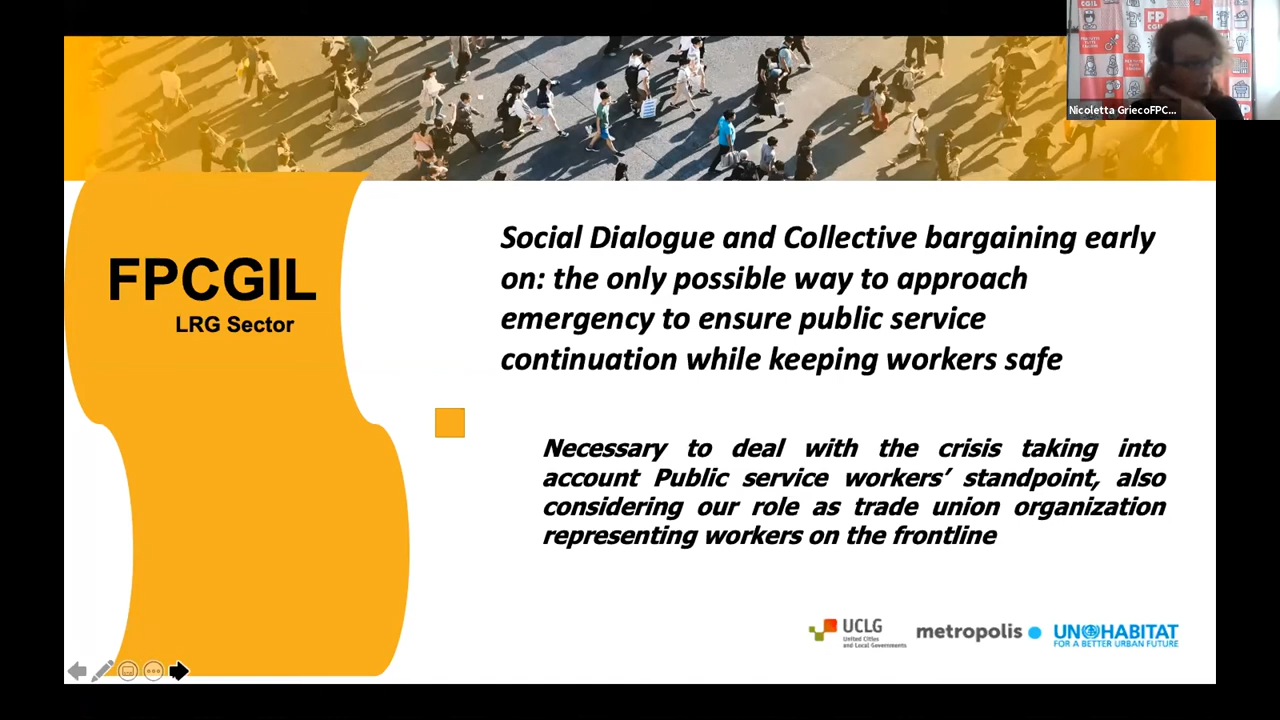 CGIL
FP
CGIL
Nicoletta GriecoFPC...
FPCGIL
LRG Sector
Social Dialogue and Collective bargaining early
on: the only possible way to approach
emergency to ensure public service
continuation while keeping workers safe
Necessary to deal with the crisis taking into
account Public service workers’ standpoint, also
considering our role as trade union organization
representing workers on the frontline
UCLG
United Cities
and Local Governments
metropolis
UN HABITAT
FOR A BETTER URBAN FUTURE